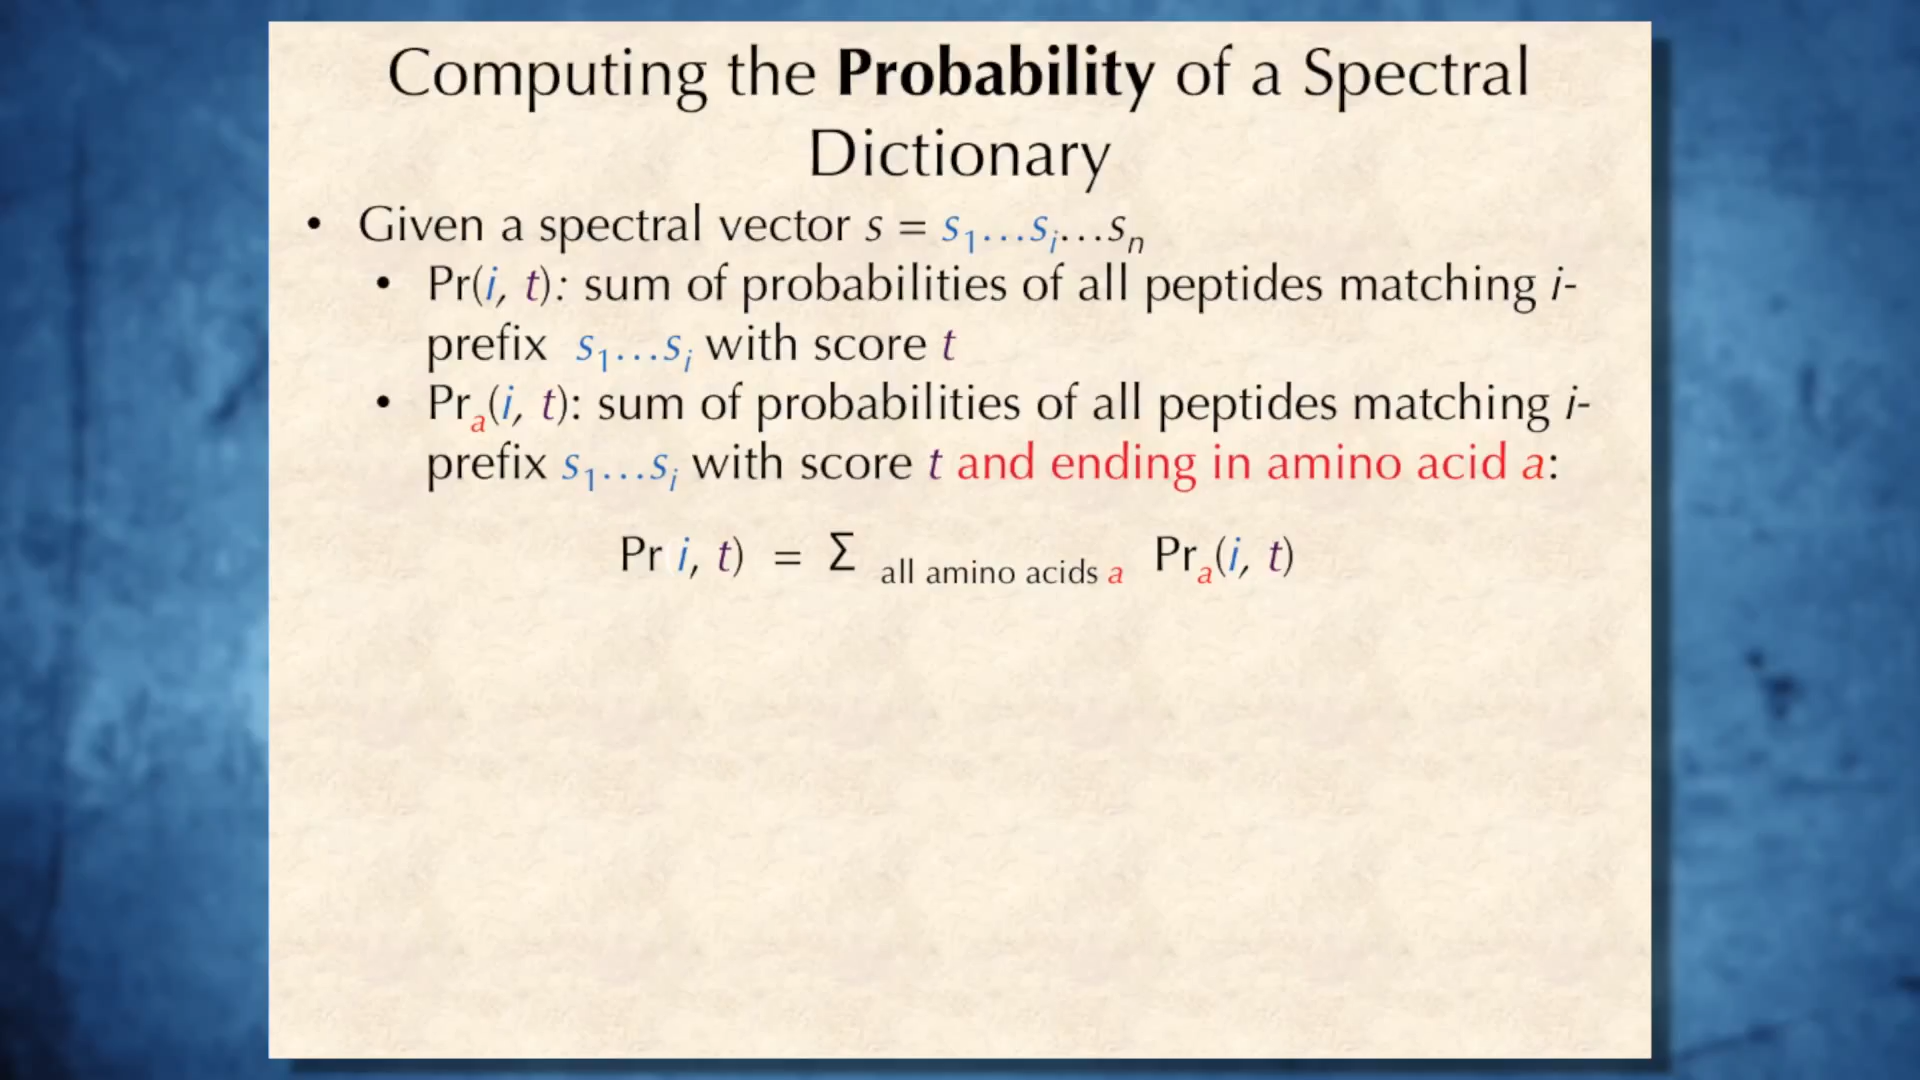 Computing the Probability of a Spectral
Dictionary
• Given a spectral vector s = s₁…sᵢ…sₙ
• Pr(i, t): sum of probabilities of all peptides matching i-
prefix s₁…sᵢ with score t
• Prₐ(i, t): sum of probabilities of all peptides matching i-
prefix s₁…sᵢ with score t and ending in amino acid a:
Pr i, t) = Σ all amino acids a Prₐ(i, t)